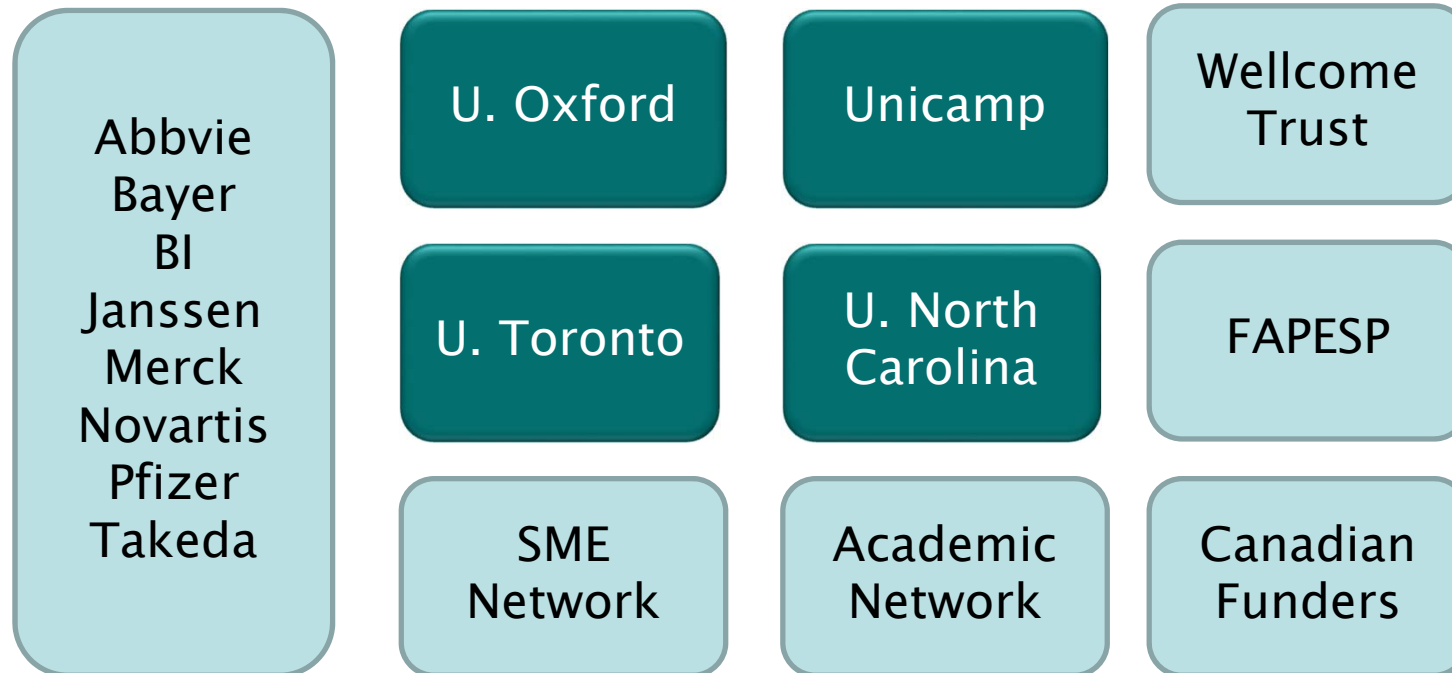 Abbvie
Bayer
BI
Janssen
Merck
Novartis
Pfizer
Takeda
U. Oxford
Unicamp
Wellcome
Trust
U. Toronto
U. North
Carolina
FAPESP
SME
Network
Academic
Network
Canadian
Funders